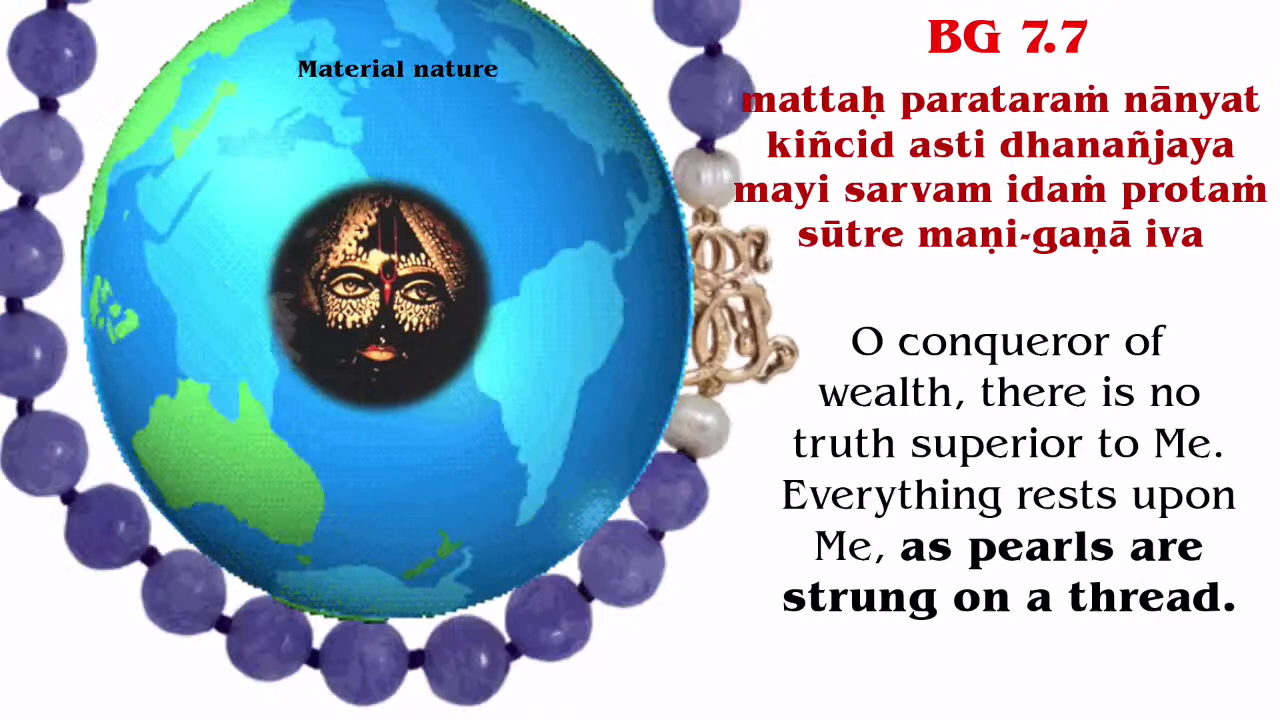 Material nature
BG 7.7
mattaḥ parataraṁ nānyat
kiñcid asti dhanañjaya
mayi sarvam idaṁ protaṁ
sūtre maṇi-gaṇā iva
O conqueror of
wealth, there is no
truth superior to Me.
Everything rests upon
Me, as pearls are
strung on a thread.